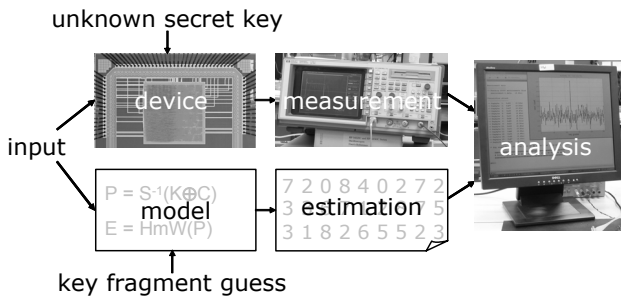 unknown secret key
device
measurement
input
analysis
P = S⁻¹(K⊕C)
model
E = HmW(P)
7 2 0 8 4 0 2 7 2
estimation
3 1 8 2 6 5 5 2 3
key fragment guess